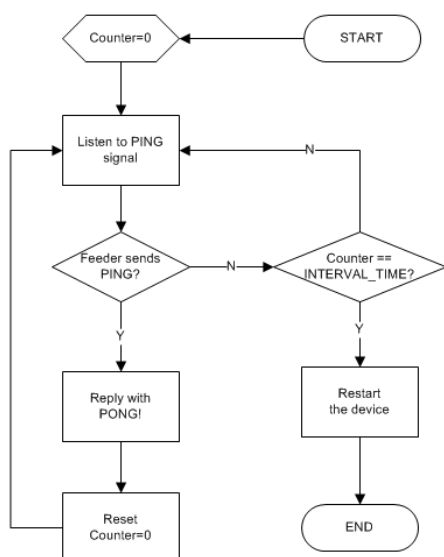 START
Counter=0
Listen to PING
signal
N
Feeder sends
PING?
N
Counter ==
INTERVAL_TIME?
Y
Y
Reply with
PONG!
Restart
the device
Reset
Counter=0
END